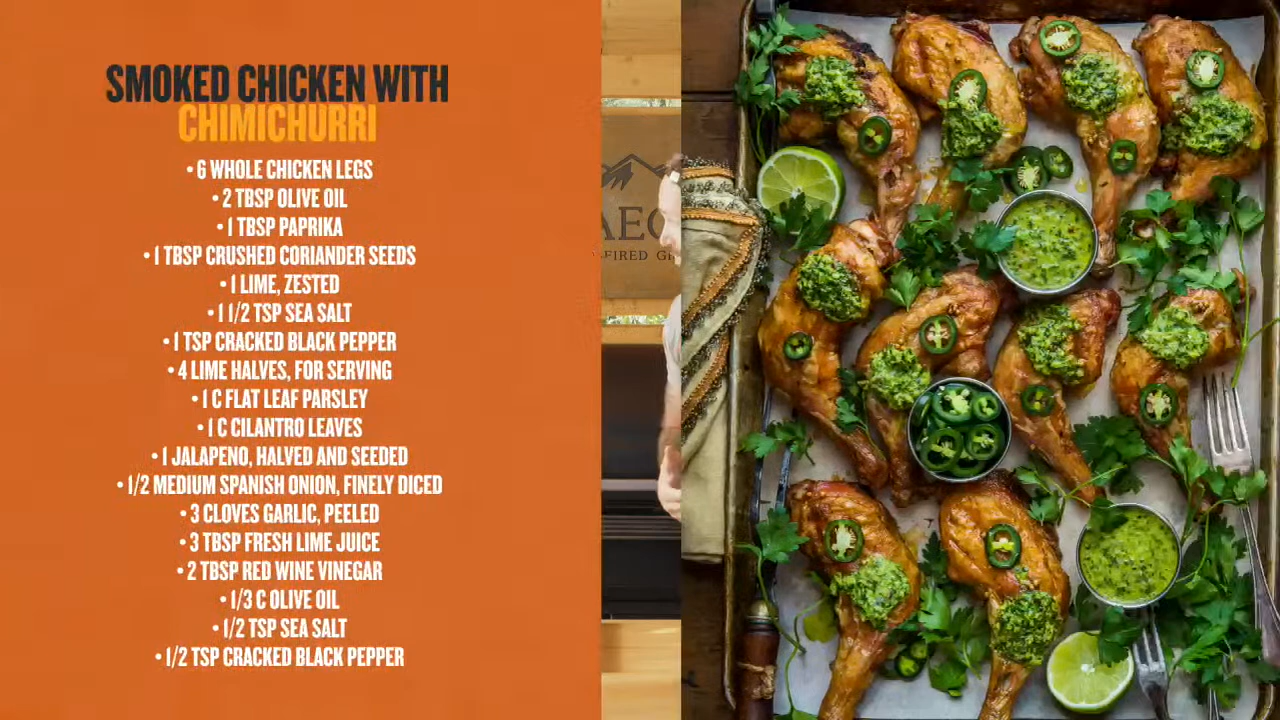 SMOKED CHICKEN WITH
CHIMICHURRI
• 6 WHOLE CHICKEN LEGS
• 2 TBSP OLIVE OIL
• 1 TBSP PAPRIKA
• 1 TBSP CRUSHED CORIANDER SEEDS
• 1 LIME, ZESTED
• 1 1/2 TSP SEA SALT
• 1 TSP CRACKED BLACK PEPPER
• 4 LIME HALVES, FOR SERVING
• 1 C FLAT LEAF PARSLEY
• 1 C CILANTRO LEAVES
• 1 JALAPENO, HALVED AND SEEDED
• 1/2 MEDIUM SPANISH ONION, FINELY DICED
• 3 CLOVES GARLIC, PEELED
• 3 TBSP FRESH LIME JUICE
• 2 TBSP RED WINE VINEGAR
• 1/3 C OLIVE OIL
• 1/2 TSP SEA SALT
• 1/2 TSP CRACKED BLACK PEPPER